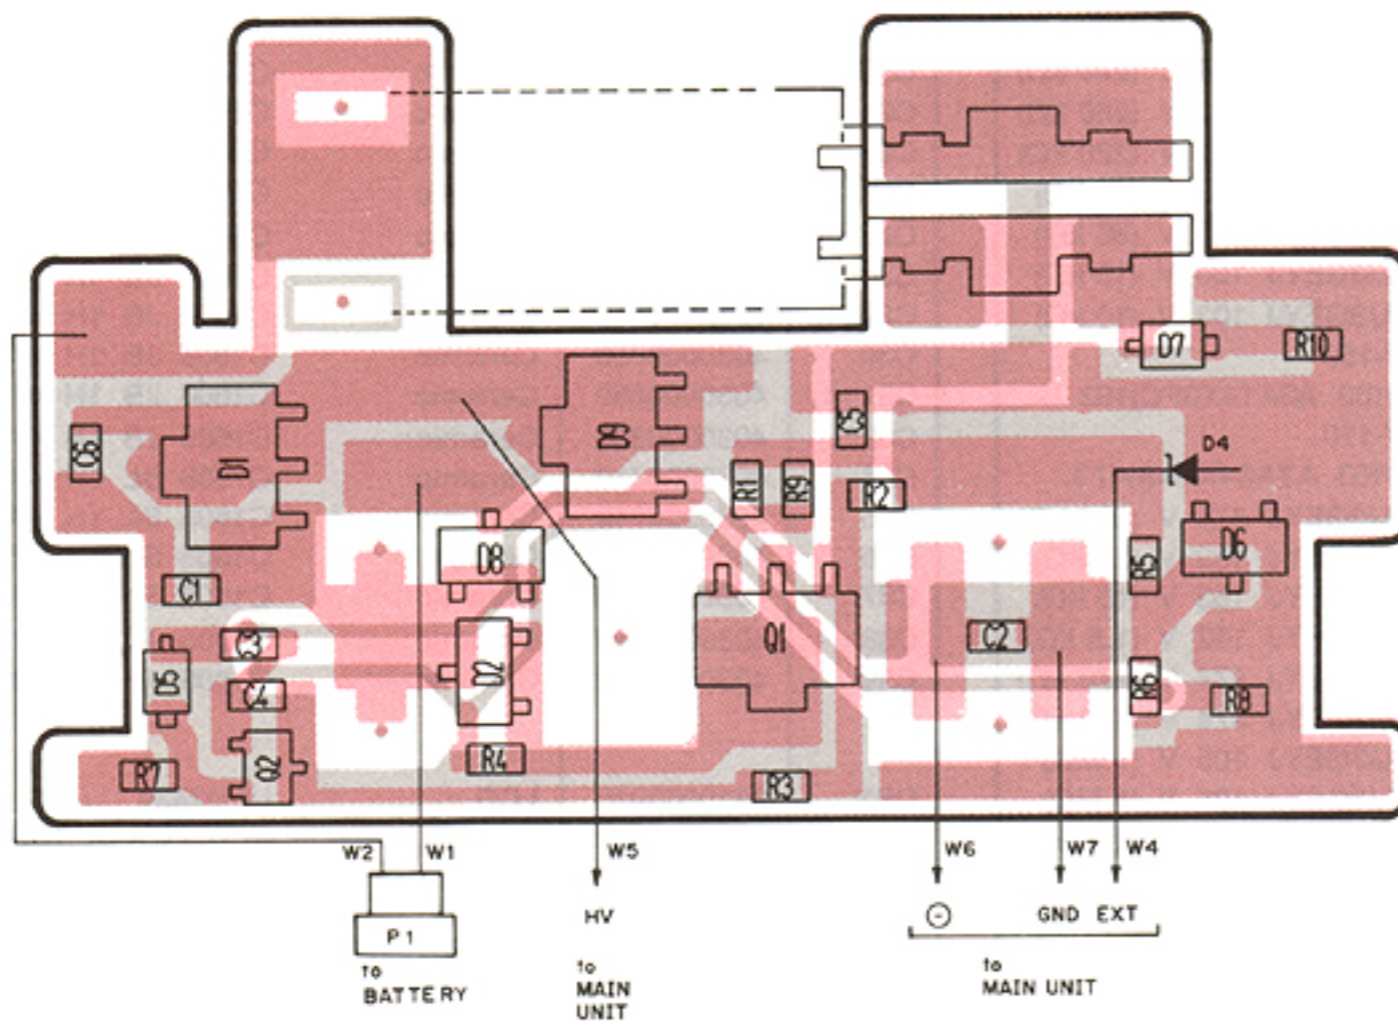 D7
R10
C6
D1
D9
C5
D4
R1
R9
R2
D8
R5
D6
C1
C3
D2
Q1
C2
D5
C4
R6
R8
R7
Q2
R4
R3
W2
W1
W5
W6
W7
W4
P1
HV
-
GND EXT
to
BATTERY
to
MAIN
UNIT
to
MAIN UNIT